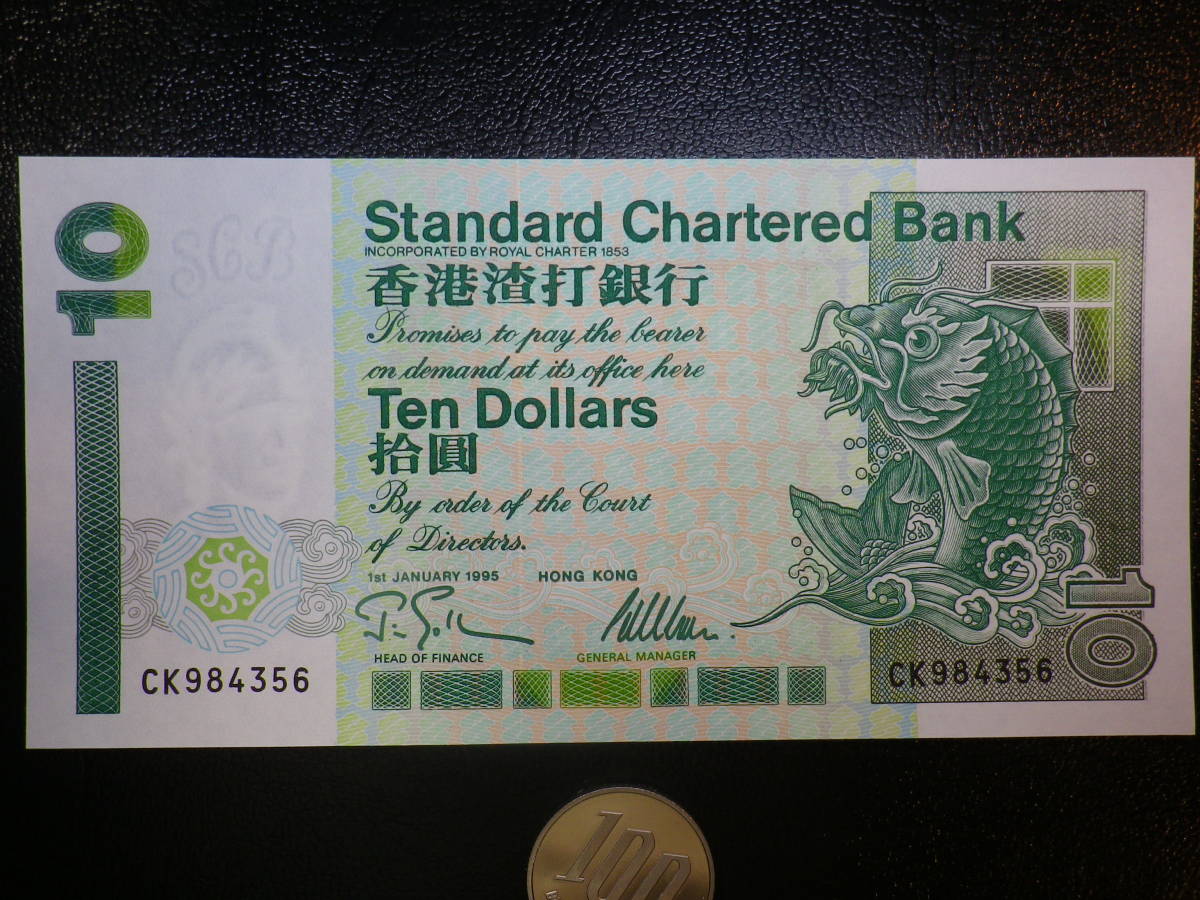 10
SCB
Standard Chartered Bank
INCORPORATED BY ROYAL CHARTER 1853
香港渣打銀行
Promises to pay the bearer
on demand at its office here
Ten Dollars
拾圓
By order of the Court
of Directors.
1st JANUARY 1995 HONG KONG
HEAD OF FINANCE GENERAL MANAGER
CK984356
CK984356
10
100